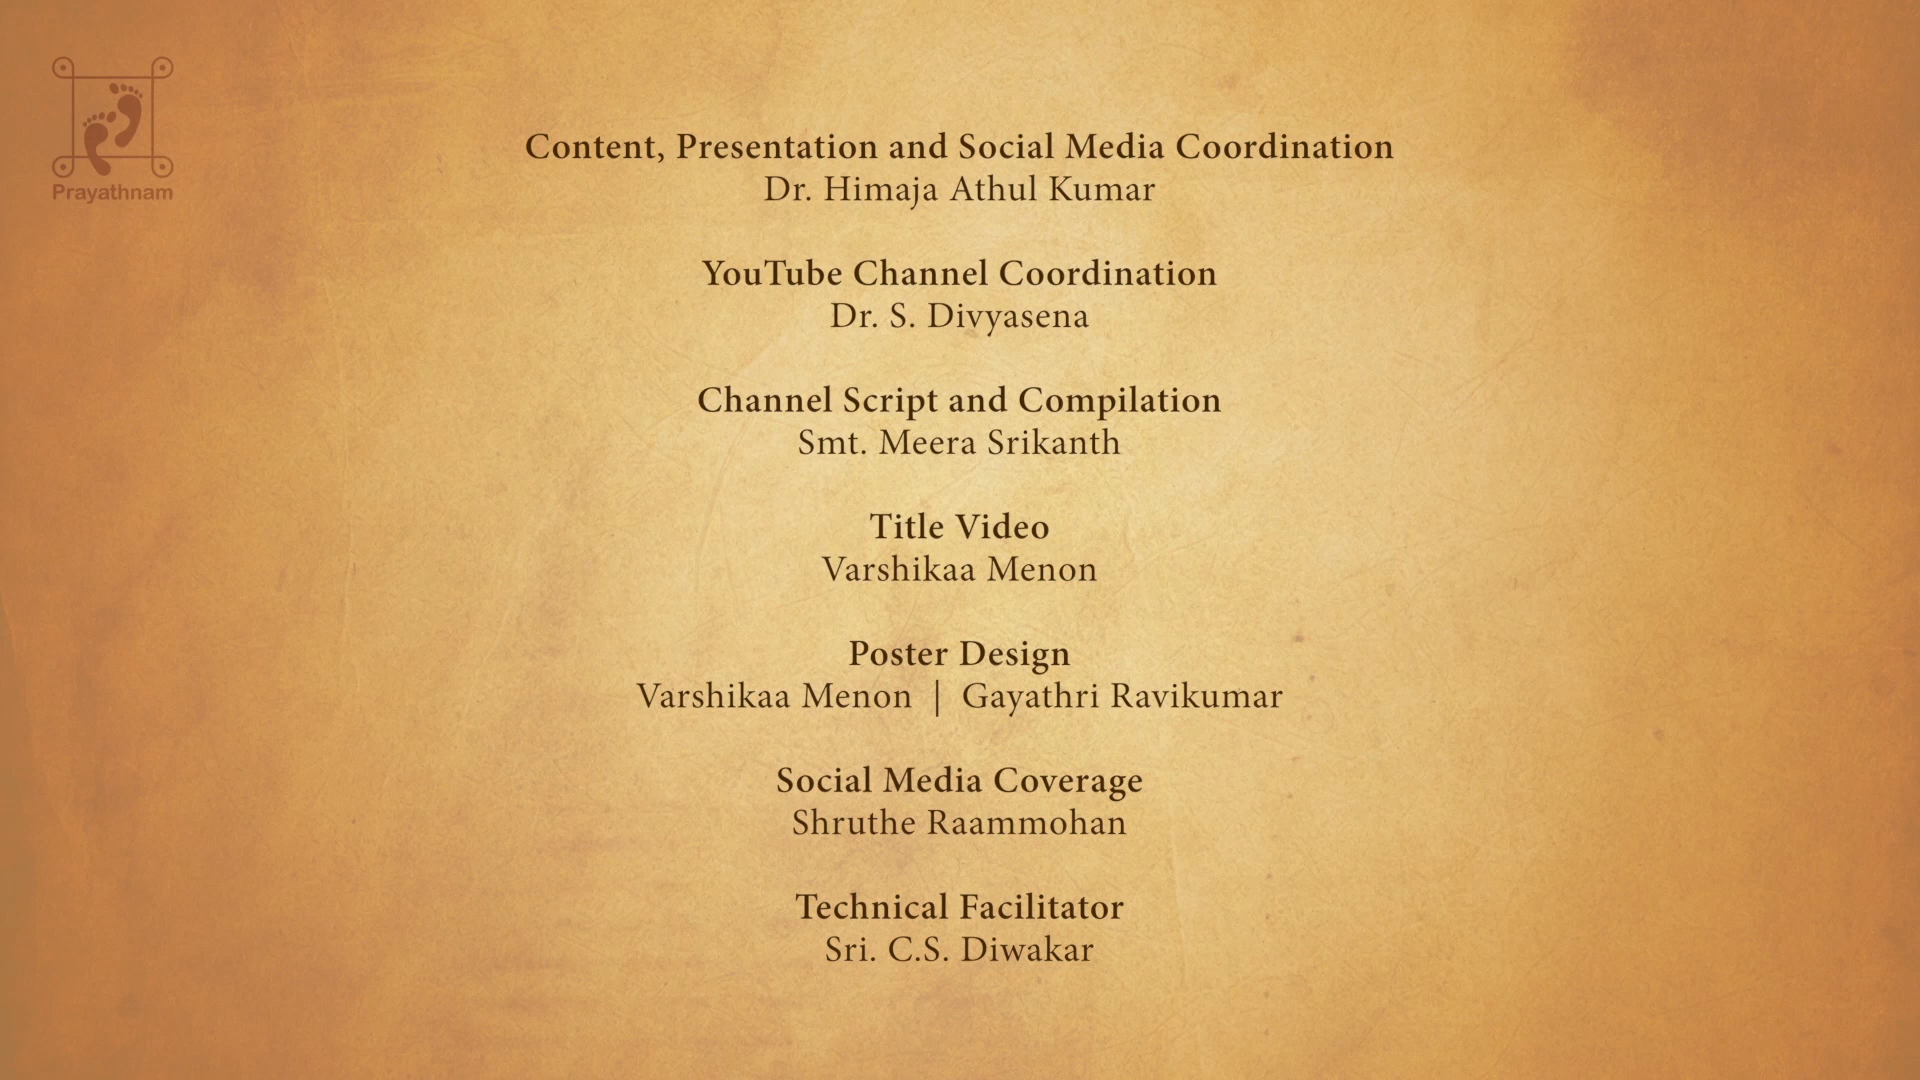 Prayathnam
Content, Presentation and Social Media Coordination
Dr. Himaja Athul Kumar
YouTube Channel Coordination
Dr. S. Divyasena
Channel Script and Compilation
Smt. Meera Srikanth
Title Video
Varshikaa Menon
Poster Design
Varshikaa Menon | Gayathri Ravikumar
Social Media Coverage
Shruthe Raammohan
Technical Facilitator
Sri. C.S. Diwakar